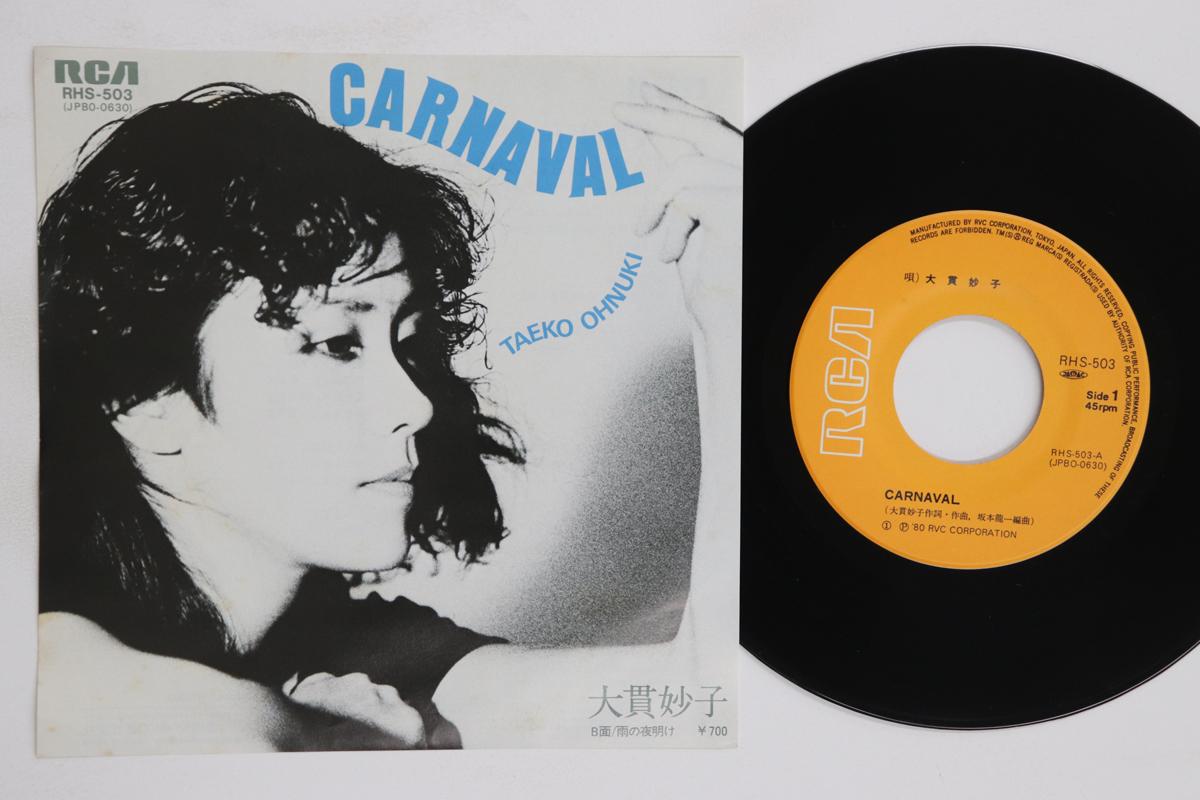 RCA
RHS-503
(JPBO-0630)
CARNAVAL
TAEKO OHNUKI
大貫妙子
B面/雨の夜明け ￥700
MANUFACTURED BY RVC CORPORATION, TOKYO, JAPAN. ALL RIGHTS RESERVED. COPYING PUBLIC PERFORMANCE, BROADCASTING OF THESE
RECORDS ARE FORBIDDEN. TM(S)®REG MARCA(S) REGISTRADA(S) USED BY AUTHORITY OF RCA CORPORATION.
唄) 大貫妙子
RCA
RHS-503
JASRAC
Side 1
45rpm
RHS-503-A
(JPBO-0630)
CARNAVAL
(大貫妙子作詞・作曲, 坂本龍一編曲)
① Ⓟ '80 RVC CORPORATION